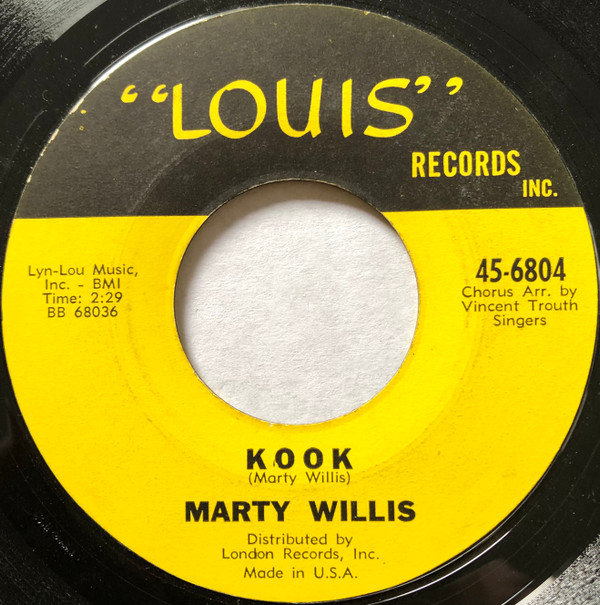 “LOUIS”
RECORDS
INC.
Lyn-Lou Music,
Inc. - BMI
Time: 2:29
BB 68036
45-6804
Chorus Arr. by
Vincent Trouth
Singers
KOOK
(Marty Willis)
MARTY WILLIS
Distributed by
London Records, Inc.
Made in U.S.A.